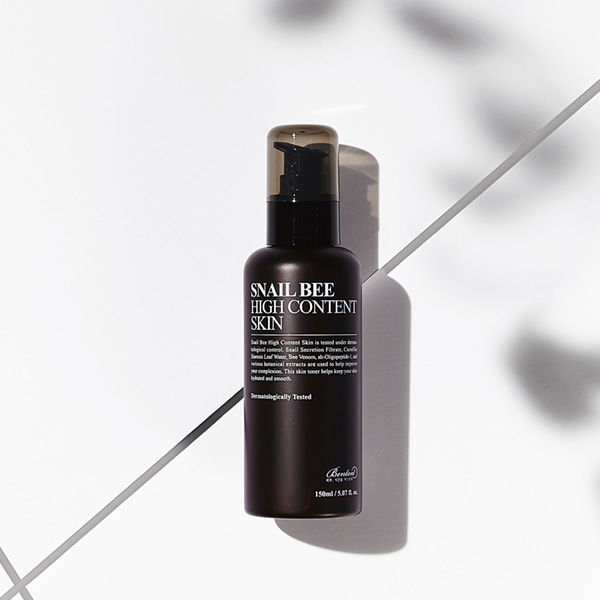 SNAIL BEE
HIGH CONTENT
SKIN
Snail Bee High Content Skin is tested under derma-
tological control. Snail Secretion Filtrate, Camellia
Sinensis Leaf Water, Bee Venom, sh-Oligopeptide-1, and
various botanical extracts are used to help improve
your complexion. This skin toner helps keep your skin
hydrated and smooth.
Dermatologically Tested
Benton
150ml / 5.07 fl. oz.